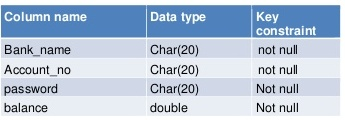 Column name Data type Key constraint
Bank_name Char(20) not null
Account_no Char(20) not null
password Char(20) Not null
balance double Null